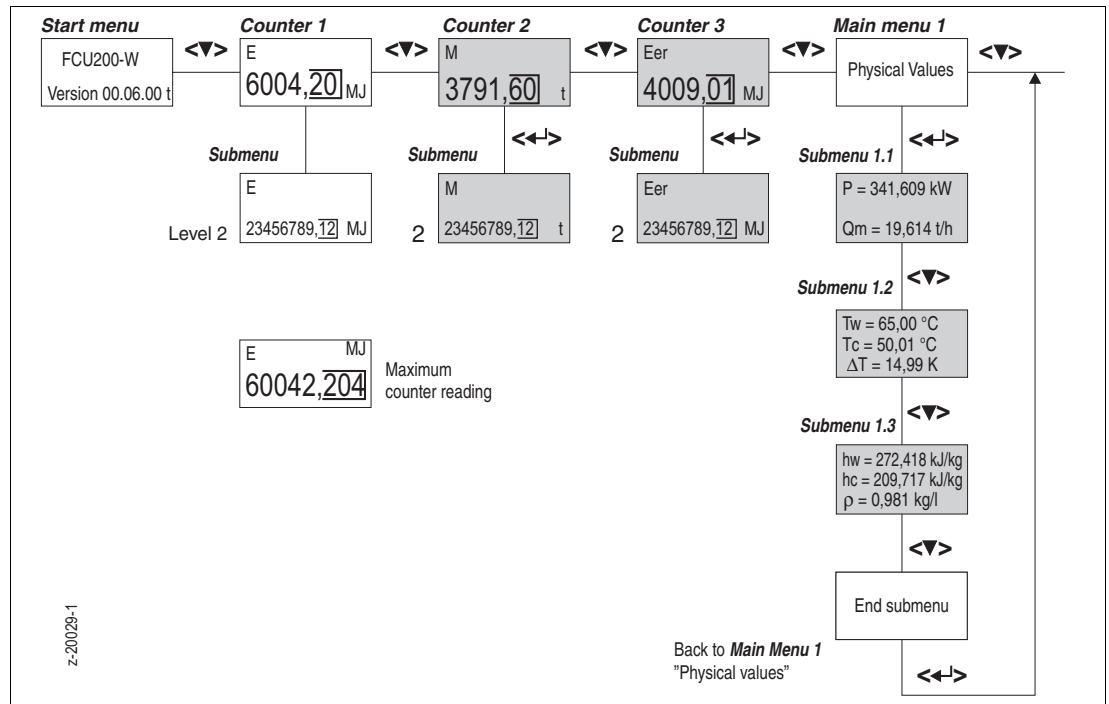 Start menu
Counter 1
Counter 2
Counter 3
Main menu 1
FCU200-W
Version 00.06.00 t
<▼>
E
6004,20 MJ
<▼>
M
3791,60 t
<▼>
Eer
4009,01 MJ
<▼>
Physical Values
<▼>
Submenu
Submenu
<↵>
Submenu
<↵>
Submenu 1.1
<↵>
Level 2
E
23456789,12 MJ
2
M
23456789,12 t
2
Eer
23456789,12 MJ
P = 341,609 kW
Qm = 19,614 t/h
Submenu 1.2
<▼>
Tw = 65,00 °C
Tc = 50,01 °C
ΔT = 14,99 K
E MJ
60042,204
Maximum
counter reading
Submenu 1.3
<▼>
hw = 272,418 kJ/kg
hc = 209,717 kJ/kg
ρ = 0,981 kg/l
<▼>
End submenu
Back to Main Menu 1
"Physical values"
<↵>
z-20029-1